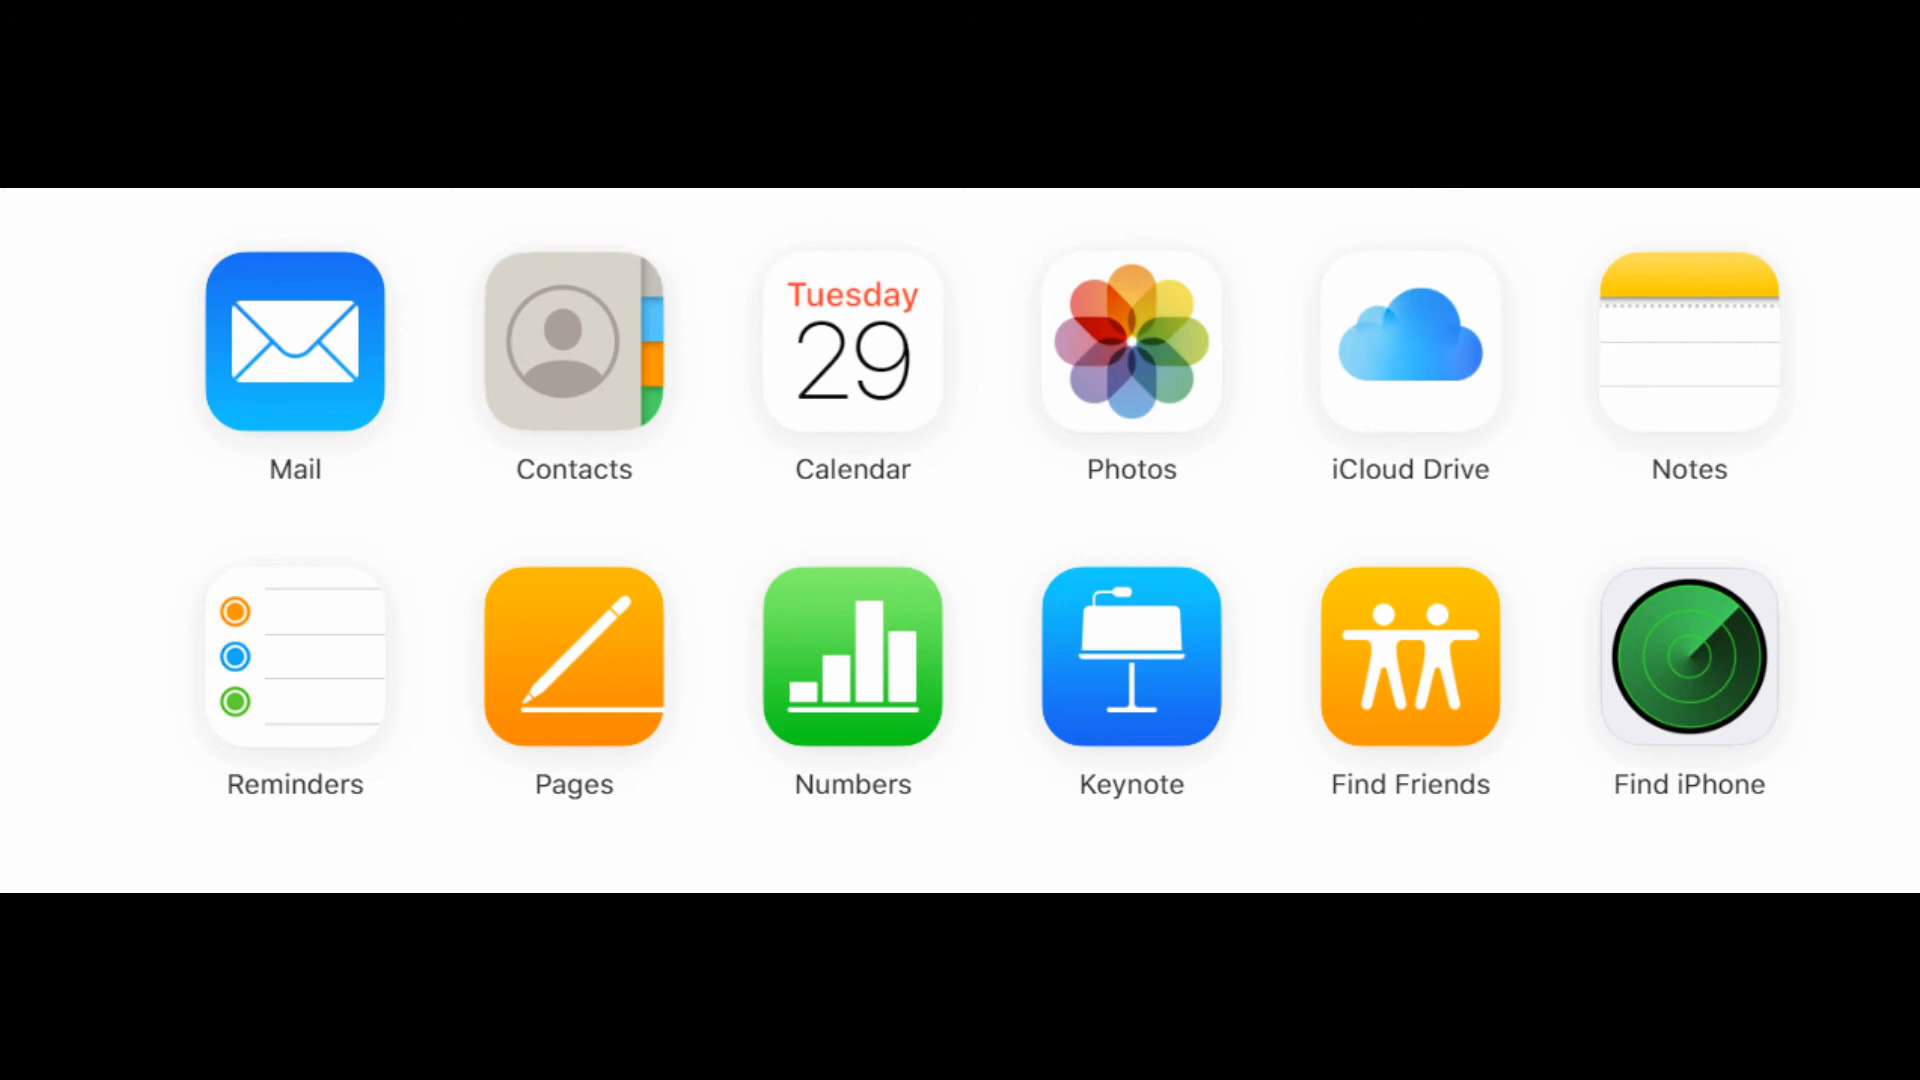 Tuesday
29
Mail
Contacts
Calendar
Photos
iCloud Drive
Notes
Reminders
Pages
Numbers
Keynote
Find Friends
Find iPhone